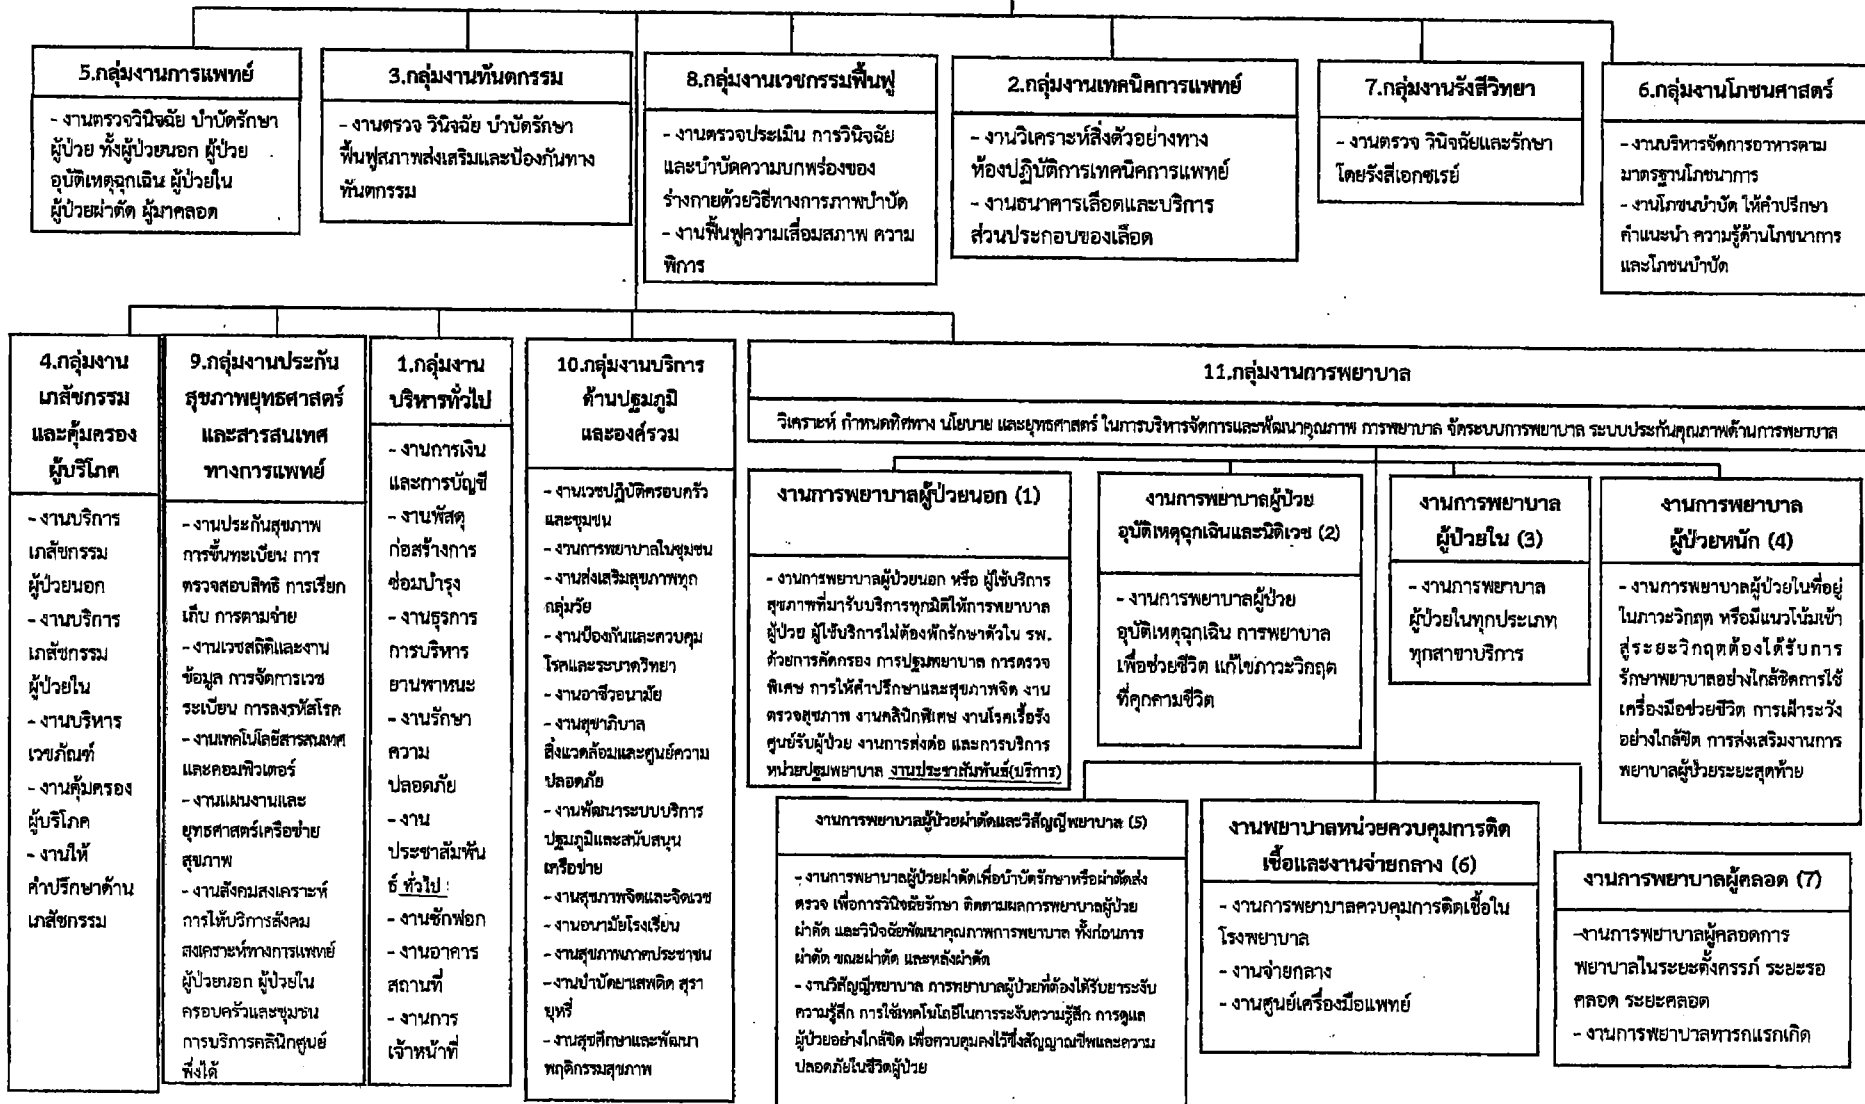 5.กลุ่มงานการแพทย์
- งานตรวจวินิจฉัย บำบัดรักษา
ผู้ป่วย ทั้งผู้ป่วยนอก ผู้ป่วย
อุบัติเหตุฉุกเฉิน ผู้ป่วยใน
ผู้ป่วยผ่าตัด ผู้มาคลอด
3.กลุ่มงานทันตกรรม
- งานตรวจ วินิจฉัย บำบัดรักษา
ฟื้นฟูสภาพส่งเสริมและป้องกันทาง
ทันตกรรม
8.กลุ่มงานเวชกรรมฟื้นฟู
- งานตรวจประเมิน การวินิจฉัย
และบำบัดความบกพร่องของ
ร่างกายด้วยวิธีทางการภาพบำบัด
- งานฟื้นฟูความเสื่อมสภาพ ความ
พิการ
2.กลุ่มงานเทคนิคการแพทย์
- งานวิเคราะห์สิ่งตัวอย่างทาง
ห้องปฏิบัติการเทคนิคการแพทย์
- งานธนาคารเลือดและบริการ
ส่วนประกอบของเลือด
7.กลุ่มงานรังสีวิทยา
- งานตรวจ วินิจฉัยและรักษา
โดยรังสีเอกซเรย์
6.กลุ่มงานโภชนศาสตร์
- งานบริหารจัดการอาหารตาม
มาตรฐานโภชนาการ
- งานโภชนบำบัด ให้คำปรึกษา
คำแนะนำ ความรู้ด้านโภชนาการ
และโภชนบำบัด
4.กลุ่มงาน
เภสัชกรรม
และคุ้มครอง
ผู้บริโภค
- งานบริการ
เภสัชกรรม
ผู้ป่วยนอก
- งานบริการ
เภสัชกรรม
ผู้ป่วยใน
- งานบริหาร
เวชภัณฑ์
- งานคุ้มครอง
ผู้บริโภค
- งานให้
คำปรึกษาด้าน
เภสัชกรรม
9.กลุ่มงานประกัน
สุขภาพยุทธศาสตร์
และสารสนเทศ
ทางการแพทย์
- งานประกันสุขภาพ
การขึ้นทะเบียน การ
ตรวจสอบสิทธิ การเรียก
เก็บ การตามจ่าย
- งานเวชสถิติและงาน
ข้อมูล การจัดการเวช
ระเบียน การลงรหัสโรค
- งานเทคโนโลยีสารสนเทศ
และคอมพิวเตอร์
- งานแผนงานและ
ยุทธศาสตร์เครือข่าย
สุขภาพ
- งานสังคมสงเคราะห์
การให้บริการสังคม
สงเคราะห์ทางการแพทย์
ผู้ป่วยนอก ผู้ป่วยใน
ครอบครัวและชุมชน
การบริการคลินิกศูนย์
พึ่งได้
1.กลุ่มงาน
บริหารทั่วไป
- งานการเงิน
และการบัญชี
- งานพัสดุ
ก่อสร้างการ
ซ่อมบำรุง
- งานธุรการ
การบริหาร
ยานพาหนะ
- งานรักษา
ความ
ปลอดภัย
- งาน
ประชาสัมพัน
ธ์ ทั่วไป
- งานซักฟอก
- งานอาคาร
สถานที่
- งานการ
เจ้าหน้าที่
10.กลุ่มงานบริการ
ด้านปฐมภูมิ
และองค์รวม
- งานเวชปฏิบัติครอบครัว
และชุมชน
- งานการพยาบาลในชุมชน
- งานส่งเสริมสุขภาพทุก
กลุ่มวัย
- งานป้องกันและควบคุม
โรคและระบาดวิทยา
- งานอาชีวอนามัย
- งานสุขาภิบาล
สิ่งแวดล้อมและศูนย์ความ
ปลอดภัย
- งานพัฒนาระบบบริการ
ปฐมภูมิและสนับสนุน
เครือข่าย
- งานสุขภาพจิตและจิตเวช
- งานอนามัยโรงเรียน
- งานสุขภาพภาคประชาชน
- งานบำบัดยาเสพติด สุรา
บุหรี่
- งานสุขศึกษาและพัฒนา
พฤติกรรมสุขภาพ
11.กลุ่มงานการพยาบาล
วิเคราะห์ กำหนดทิศทาง นโยบาย และยุทธศาสตร์ ในการบริหารจัดการและพัฒนาคุณภาพ การพยาบาล จัดระบบการพยาบาล ระบบประกันคุณภาพด้านการพยาบาล
งานการพยาบาลผู้ป่วยนอก (1)
- งานการพยาบาลผู้ป่วยนอก หรือ ผู้ใช้บริการ
สุขภาพที่มารับบริการทุกมิติให้การพยาบาล
ผู้ป่วย ผู้ใช้บริการไม่ต้องพักรักษาตัวใน รพ.
ด้วยการคัดกรอง การปฐมพยาบาล การตรวจ
พิเศษ การให้คำปรึกษาและสุขภาพจิต งาน
ตรวจสุขภาพ งานคลินิกพิเศษ งานโรคเรื้อรัง
ศูนย์รับผู้ป่วย งานการส่งต่อ และการบริการ
หน่วยปฐมพยาบาล งานประชาสัมพันธ์(บริการ)
งานการพยาบาลผู้ป่วย
อุบัติเหตุฉุกเฉินและนิติเวช (2)
- งานการพยาบาลผู้ป่วย
อุบัติเหตุฉุกเฉิน การพยาบาล
เพื่อช่วยชีวิต แก้ไขภาวะวิกฤต
ที่คุกคามชีวิต
งานการพยาบาล
ผู้ป่วยใน (3)
- งานการพยาบาล
ผู้ป่วยในทุกประเภท
ทุกสาขาบริการ
งานการพยาบาล
ผู้ป่วยหนัก (4)
- งานการพยาบาลผู้ป่วยในที่อยู่
ในภาวะวิกฤต หรือมีแนวโน้มเข้า
สู่ระยะวิกฤตต้องได้รับการ
รักษาพยาบาลอย่างใกล้ชิดการใช้
เครื่องมือช่วยชีวิต การเฝ้าระวัง
อย่างใกล้ชิด การส่งเสริมงานการ
พยาบาลผู้ป่วยระยะสุดท้าย
งานการพยาบาลผู้ป่วยผ่าตัดและวิสัญญีพยาบาล (5)
- งานการพยาบาลผู้ป่วยผ่าตัดเพื่อบำบัดรักษาหรือผ่าตัดส่ง
ตรวจ เพื่อการวินิจฉัยรักษา ติดตามผลการพยาบาลผู้ป่วย
ผ่าตัด และวินิจฉัยพัฒนาคุณภาพการพยาบาล ทั้งก่อนการ
ผ่าตัด ขณะผ่าตัด และหลังผ่าตัด
- งานวิสัญญีพยาบาล การพยาบาลผู้ป่วยที่ต้องได้รับยาระงับ
ความรู้สึก การใช้เทคโนโลยีในการระงับความรู้สึก การดูแล
ผู้ป่วยอย่างใกล้ชิด เพื่อควบคุมคงไว้ซึ่งสัญญาณชีพและความ
ปลอดภัยในชีวิตผู้ป่วย
งานพยาบาลหน่วยควบคุมการติด
เชื้อและงานจ่ายกลาง (6)
- งานการพยาบาลควบคุมการติดเชื้อใน
โรงพยาบาล
- งานจ่ายกลาง
- งานศูนย์เครื่องมือแพทย์
งานการพยาบาลผู้คลอด (7)
-งานการพยาบาลผู้คลอดการ
พยาบาลในระยะตั้งครรภ์ ระยะรอ
คลอด ระยะคลอด
- งานการพยาบาลทารกแรกเกิด